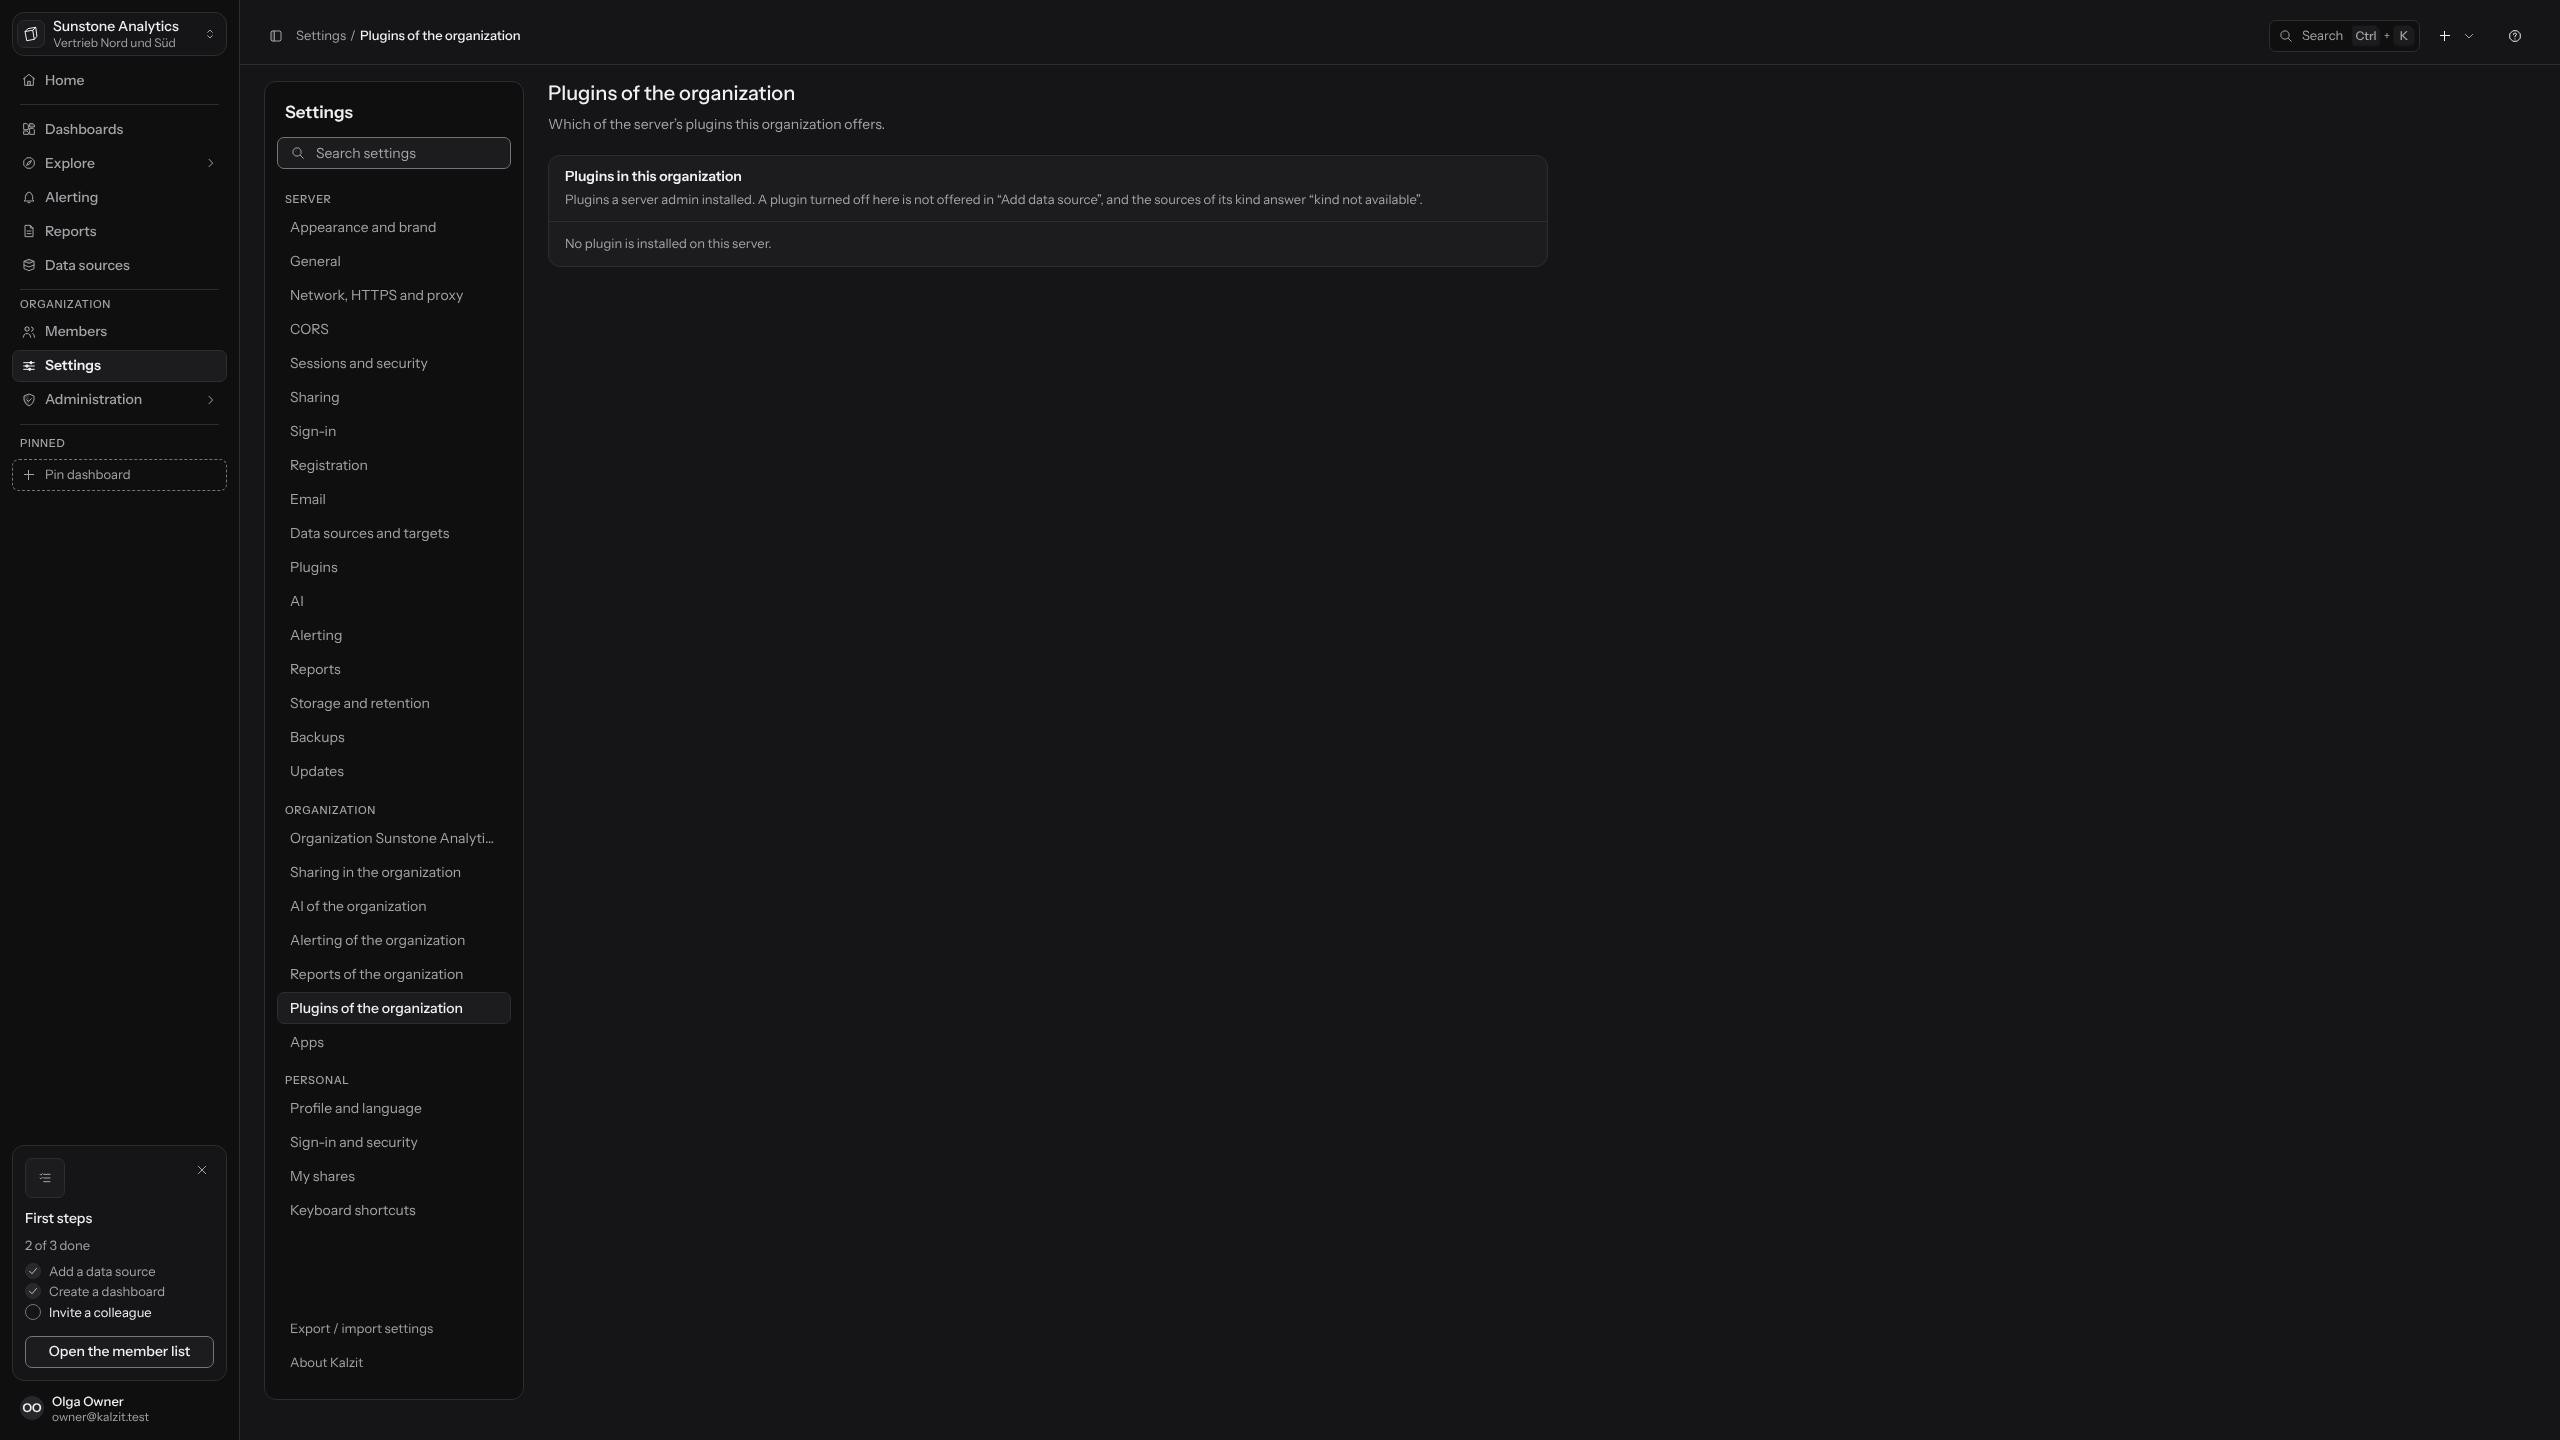 Sunstone Analytics
Vertrieb Nord und Süd
Home
Dashboards
Explore
Alerting
Reports
Data sources
ORGANIZATION
Members
Settings
Administration
PINNED
Pin dashboard
First steps
2 of 3 done
Add a data source
Create a dashboard
Invite a colleague
Open the member list
OO
Olga Owner
owner@kalzit.test
Settings / Plugins of the organization
Search Ctrl + K
Settings
Search settings
SERVER
Appearance and brand
General
Network, HTTPS and proxy
CORS
Sessions and security
Sharing
Sign-in
Registration
Email
Data sources and targets
Plugins
AI
Alerting
Reports
Storage and retention
Backups
Updates
ORGANIZATION
Organization Sunstone Analyti...
Sharing in the organization
AI of the organization
Alerting of the organization
Reports of the organization
Plugins of the organization
Apps
PERSONAL
Profile and language
Sign-in and security
My shares
Keyboard shortcuts
Export / import settings
About Kalzit
Plugins of the organization
Which of the server's plugins this organization offers.
Plugins in this organization
Plugins a server admin installed. A plugin turned off here is not offered in “Add data source”, and the sources of its kind answer “kind not available”.
No plugin is installed on this server.